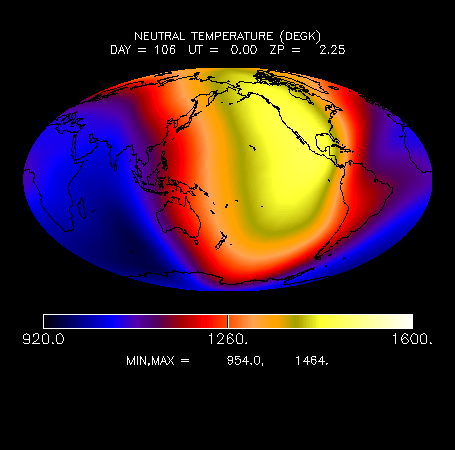 NEUTRAL TEMPERATURE (DEGK)
DAY = 106 UT = 0.00 ZP = 2.25
920.0 1260. 1600.
MIN,MAX = 954.0, 1464.